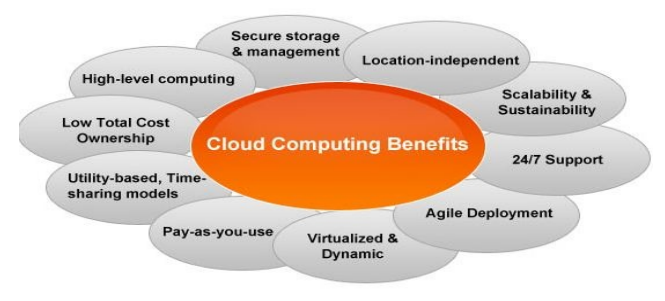 Secure storage
& management
Location-independent
High-level computing
Scalability &
Sustainability
Low Total Cost
Ownership
Cloud Computing Benefits
24/7 Support
Utility-based, Time-
sharing models
Agile Deployment
Pay-as-you-use
Virtualized &
Dynamic